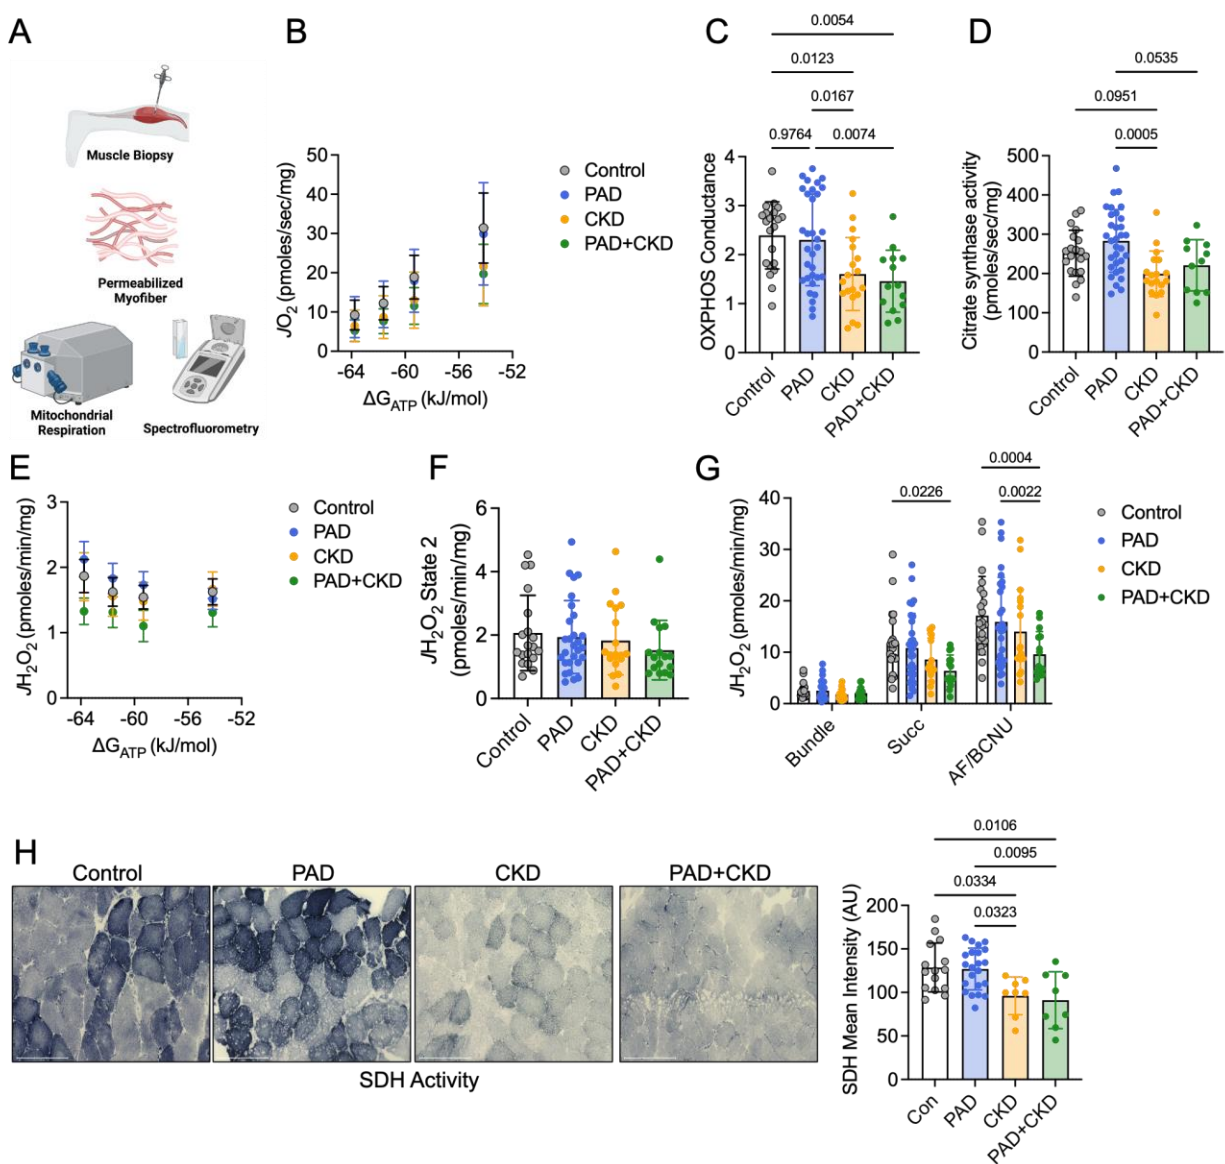 A
Muscle Biopsy
Permeabilized
Myofiber
Mitochondrial
Respiration
Spectrofluorometry
B
JO2 (pmoles/sec/mg)
50
40
30
20
10
0
-64
-60
-56
-52
ΔGATP (kJ/mol)
Control
PAD
CKD
PAD+CKD
C
0.0054
0.0123
0.0167
0.9764
0.0074
OXPHOS Conductance
4
3
2
1
0
Control
PAD
CKD
PAD+CKD
D
0.0535
0.0951
0.0005
Citrate synthase activity
(pmoles/sec/mg)
500
400
300
200
100
0
Control
PAD
CKD
PAD+CKD
E
JH2O2 (pmoles/min/mg)
3
2
1
0
-64
-60
-56
-52
ΔGATP (kJ/mol)
Control
PAD
CKD
PAD+CKD
F
JH2O2 State 2
(pmoles/min/mg)
6
4
2
0
Control
PAD
CKD
PAD+CKD
G
0.0004
0.0226
0.0022
JH2O2 (pmoles/min/mg)
40
30
20
10
0
Bundle
Succ
AF/BCNU
Control
PAD
CKD
PAD+CKD
H
Control
PAD
CKD
PAD+CKD
SDH Activity
0.0106
0.0095
0.0334
0.0323
SDH Mean Intensity (AU)
200
150
100
50
0
Con
PAD
CKD
PAD+CKD